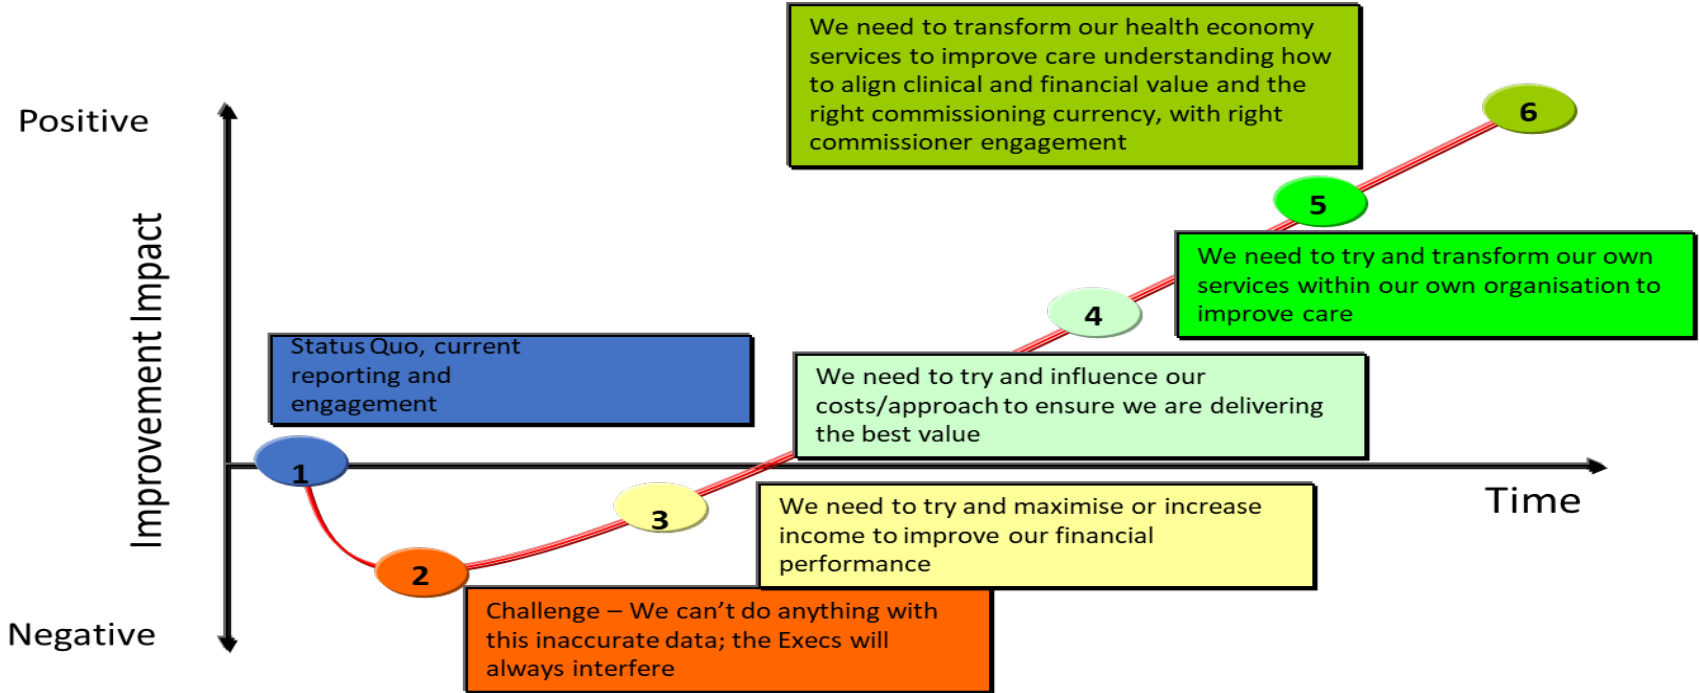 We need to transform our health economy
services to improve care understanding how
to align clinical and financial value and the
right commissioning currency, with right
commissioner engagement
Positive
6
5
We need to try and transform our own
services within our own organisation to
improve care
4
Improvement Impact
Status Quo, current
reporting and
engagement
We need to try and influence our
costs/approach to ensure we are delivering
the best value
1
Time
3
We need to try and maximise or increase
income to improve our financial
performance
2
Challenge – We can’t do anything with
this inaccurate data; the Execs will
always interfere
Negative